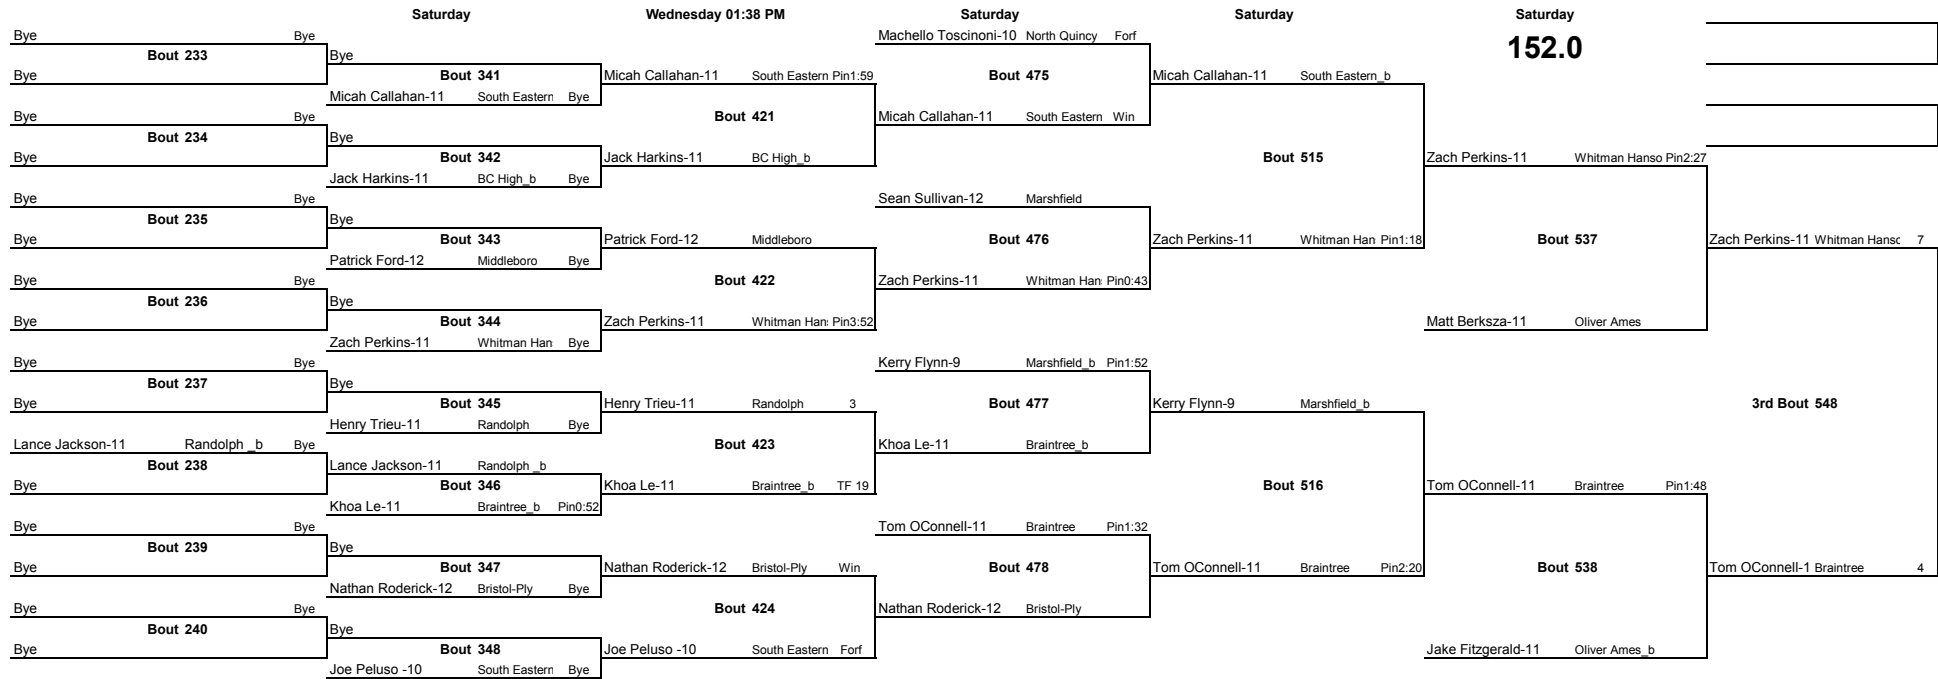 Saturday Wednesday 01:38 PM Saturday Saturday Saturday
Bye Bye Machello Toscinoni-10 North Quincy Forf 152.0
Bout 233 Bye
Bye Bout 341 Micah Callahan-11 South Eastern Pin1:59 Bout 475 Micah Callahan-11 South Eastern_b
Micah Callahan-11 South Eastern Bye
Bye Bye Bout 421 Micah Callahan-11 South Eastern Win
Bout 234 Bye
Bye Bout 342 Jack Harkins-11 BC High_b Bout 515 Zach Perkins-11 Whitman Hanso Pin2:27
Jack Harkins-11 BC High_b Bye
Bye Bye Sean Sullivan-12 Marshfield
Bout 235 Bye
Bye Bout 343 Patrick Ford-12 Middleboro Bout 476 Zach Perkins-11 Whitman Han Pin1:18 Bout 537 Zach Perkins-11 Whitman Hansc 7
Patrick Ford-12 Middleboro Bye
Bye Bye Bout 422 Zach Perkins-11 Whitman Han: Pin0:43
Bout 236 Bye
Bye Bout 344 Zach Perkins-11 Whitman Han: Pin3:52 Matt Berksza-11 Oliver Ames
Zach Perkins-11 Whitman Han Bye
Bye Bye Kerry Flynn-9 Marshfield_b Pin1:52
Bout 237 Bye
Bye Bout 345 Henry Trieu-11 Randolph 3 Bout 477 Kerry Flynn-9 Marshfield_b 3rd Bout 548
Henry Trieu-11 Randolph Bye
Lance Jackson-11 Randolph _b Bye Bout 423 Khoa Le-11 Braintree_b
Bout 238 Lance Jackson-11 Randolph _b
Bye Bout 346 Khoa Le-11 Braintree_b TF 19 Bout 516 Tom OConnell-11 Braintree Pin1:48
Khoa Le-11 Braintree_b Pin0:52
Bye Bye Tom OConnell-11 Braintree Pin1:32
Bout 239 Bye
Bye Bout 347 Nathan Roderick-12 Bristol-Ply Win Bout 478 Tom OConnell-11 Braintree Pin2:20 Bout 538 Tom OConnell-1 Braintree 4
Nathan Roderick-12 Bristol-Ply Bye
Bye Bye Bout 424 Nathan Roderick-12 Bristol-Ply
Bout 240 Bye
Bye Bout 348 Joe Peluso -10 South Eastern Forf Jake Fitzgerald-11 Oliver Ames_b
Joe Peluso -10 South Eastern Bye